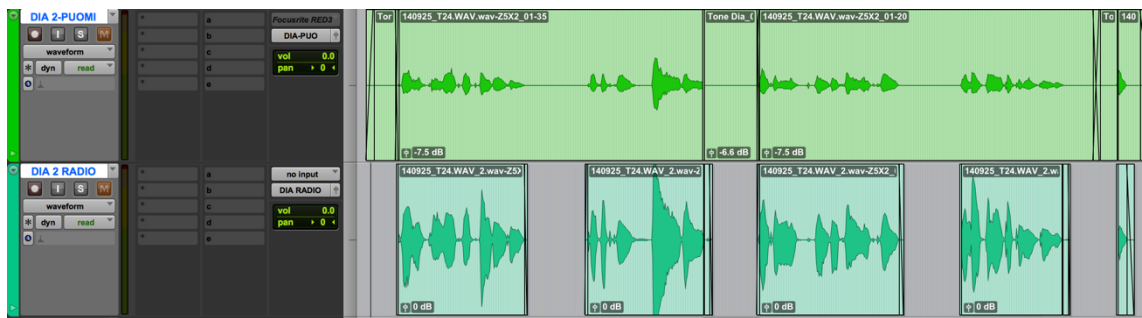 DIA 2-PUOMI
I S M
waveform
* dyn read
a
b
c
d
e
Focusrite RED3
DIA-PUO
vol 0.0
pan 0
Tor
140925_T24.WAV.wav-Z5X2_01-35
Tone Dia_(
140925_T24.WAV.wav-Z5X2_01-20
To
140
-7.5 dB
-6.6 dB
-7.5 dB
DIA 2 RADIO
I S M
waveform
* dyn read
a
b
c
d
e
no input
DIA RADIO
vol 0.0
pan 0
140925_T24.WAV_2.wav-Z5X
140925_T24.WAV_2.wav-Z
140925_T24.WAV_2.wav-Z5X2_
140925_T24.WAV_2.w
0 dB
0 dB
0 dB
0 dB